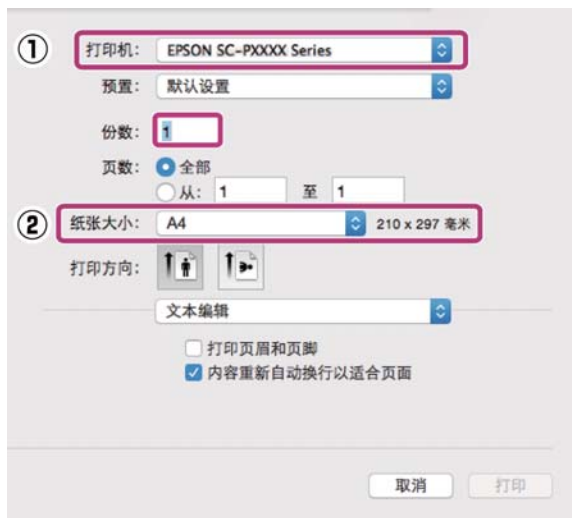 ① 打印机: EPSON SC-PXXXX Series
预置: 默认设置
份数: 1
页数: 全部
从: 1 至 1
② 纸张大小: A4 210 x 297 毫米
打印方向:
文本编辑
打印页眉和页脚
内容重新自动换行以适合页面
取消 打印